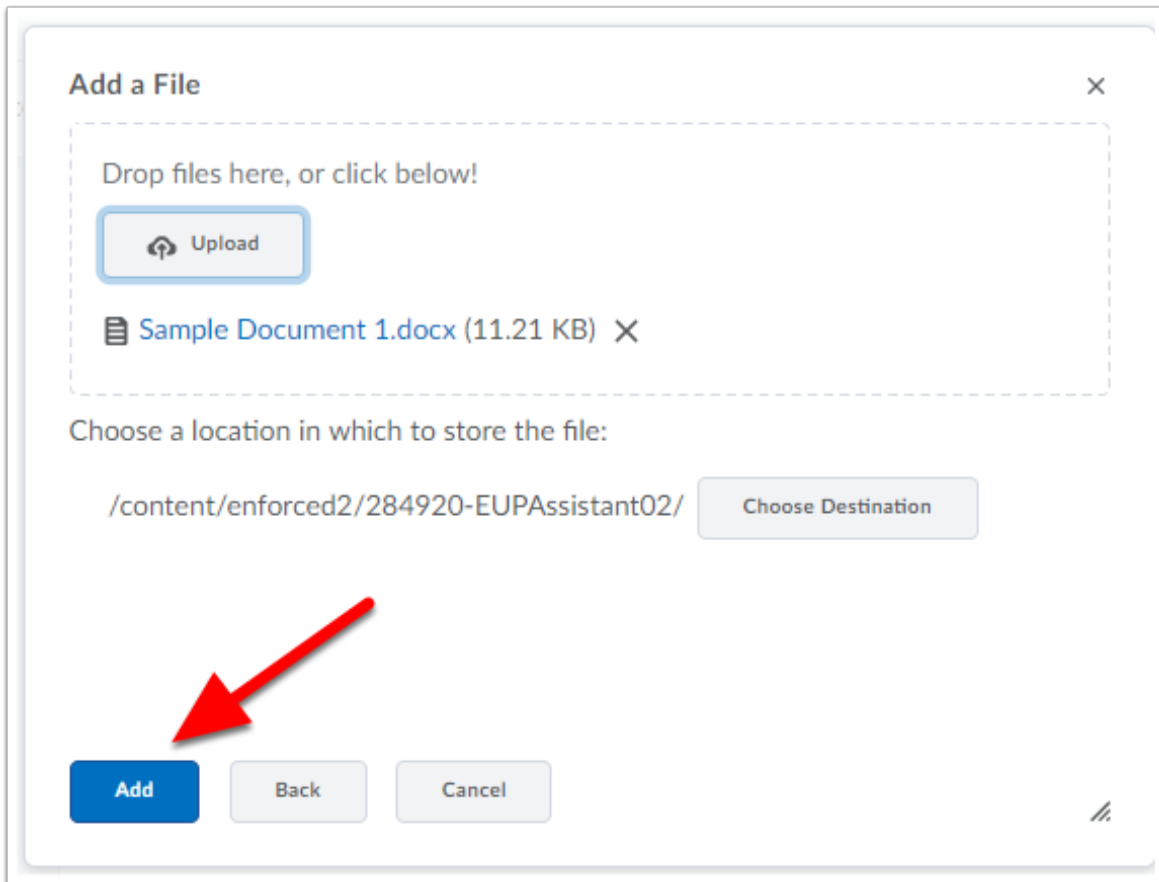 Add a File
Drop files here, or click below!
Upload
Sample Document 1.docx (11.21 KB)
Choose a location in which to store the file:
/content/enforced2/284920-EUPAssistant02/ Choose Destination
Add Back Cancel